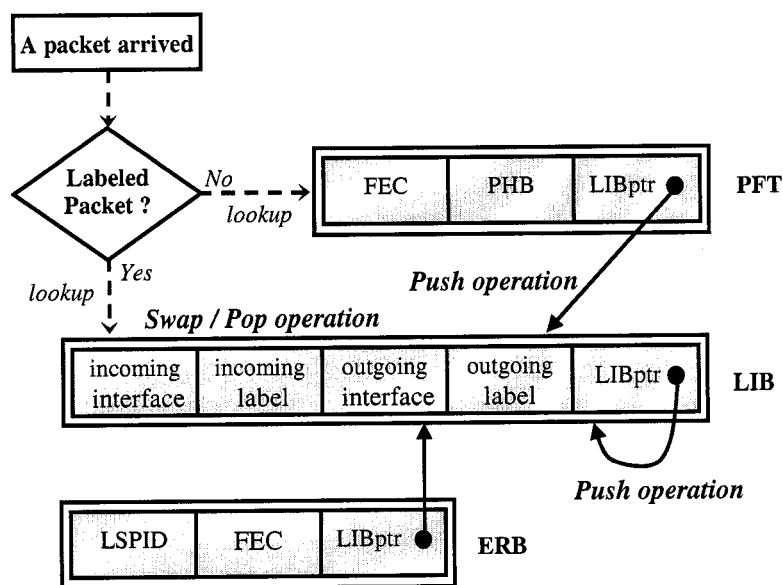 A packet arrived
Labeled
Packet ?
No
lookup
FEC
PHB
LIBptr
PFT
Push operation
Yes
lookup
Swap / Pop operation
incoming
interface
incoming
label
outgoing
interface
outgoing
label
LIBptr
LIB
Push operation
LSPID
FEC
LIBptr
ERB